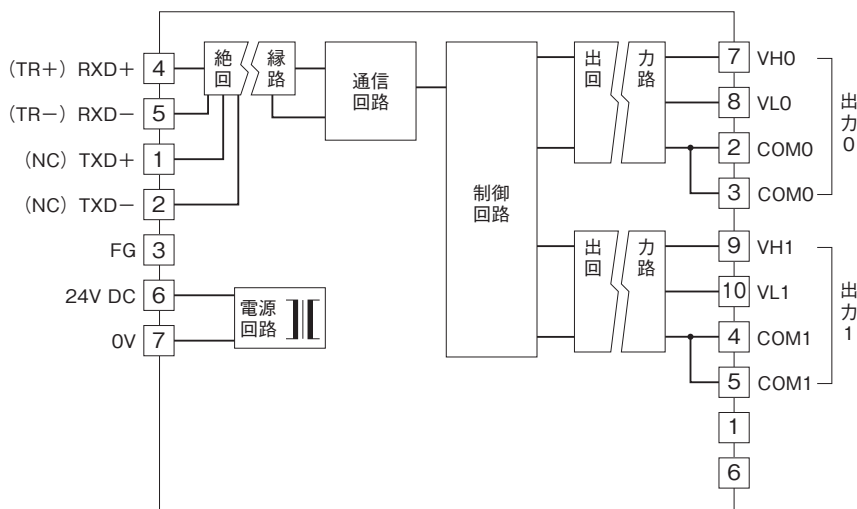 (TR+) RXD+ 4
(TR−) RXD− 5
(NC) TXD+ 1
(NC) TXD− 2
FG 3
24V DC 6
0V 7
絶縁
回路
通信
回路
電源
回路
制御
回路
出力
回路
7 VH0
8 VL0
2 COM0
3 COM0
出力0
出力
回路
9 VH1
10 VL1
4 COM1
5 COM1
出力1
1
6